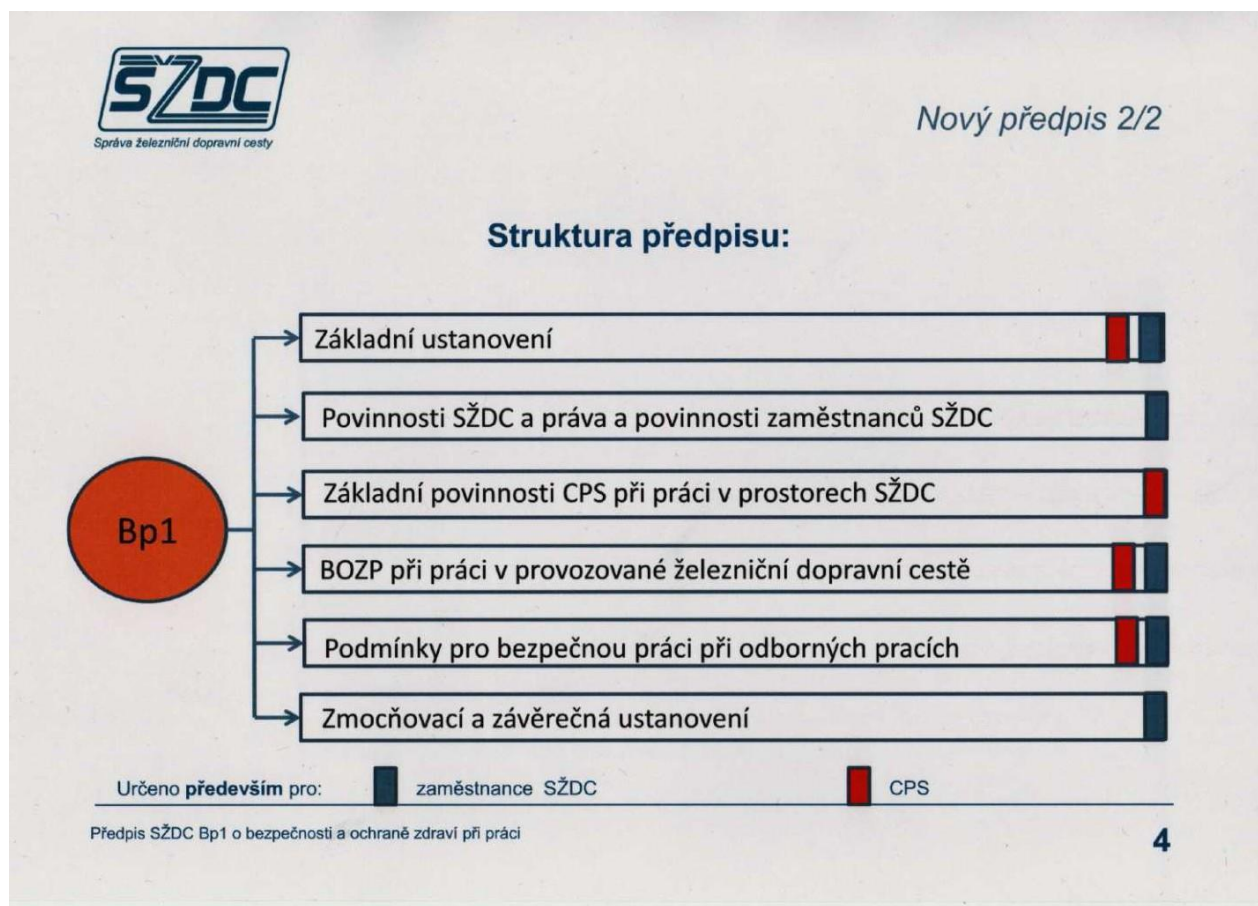 SŽDC
Správa železniční dopravní cesty
Nový předpis 2/2
Struktura předpisu:
Základní ustanovení
Povinnosti SŽDC a práva a povinnosti zaměstnanců SŽDC
Základní povinnosti CPS při práci v prostorech SŽDC
Bp1
BOZP při práci v provozované železniční dopravní cestě
Podmínky pro bezpečnou práci při odborných pracích
Zmocňovací a závěrečná ustanovení
Určeno především pro: zaměstnance SŽDC CPS
Předpis SŽDC Bp1 o bezpečnosti a ochraně zdraví při práci
4